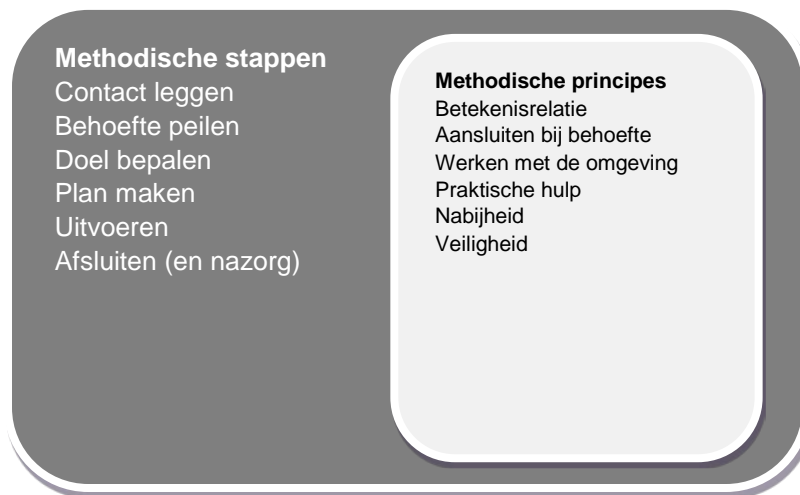 Methodische stappen
Contact leggen
Behoefte peilen
Doel bepalen
Plan maken
Uitvoeren
Afsluiten (en nazorg)
Methodische principes
Betekenisrelatie
Aansluiten bij behoefte
Werken met de omgeving
Praktische hulp
Nabijheid
Veiligheid